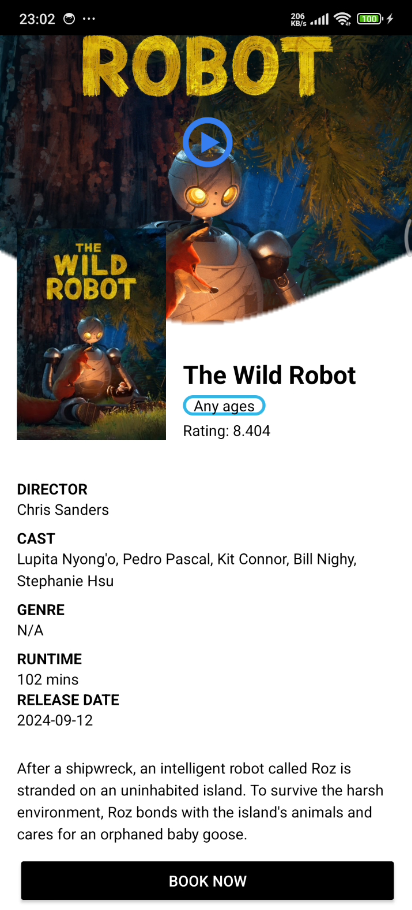 23:02 206 KB/s 100
ROBOT
THE
WILD
ROBOT
The Wild Robot
Any ages
Rating: 8.404
DIRECTOR
Chris Sanders
CAST
Lupita Nyong'o, Pedro Pascal, Kit Connor, Bill Nighy,
Stephanie Hsu
GENRE
N/A
RUNTIME
102 mins
RELEASE DATE
2024-09-12
After a shipwreck, an intelligent robot called Roz is
stranded on an uninhabited island. To survive the harsh
environment, Roz bonds with the island's animals and
cares for an orphaned baby goose.
BOOK NOW